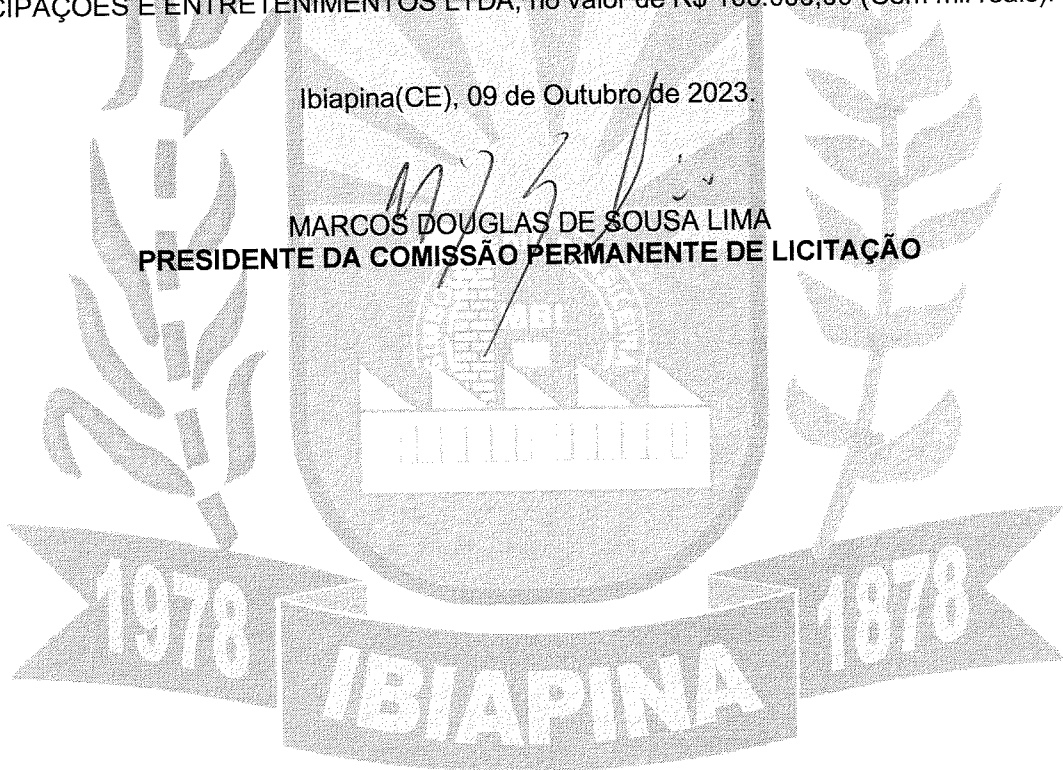 CIPAÇÕES E ENTRETENIMENTOS LTDA, no valor de R$ 100.000,00 (Cem mil reais).
Ibiapina(CE), 09 de Outubro de 2023.
MARCOS DOUGLAS DE SOUSA LIMA
PRESIDENTE DA COMISSÃO PERMANENTE DE LICITAÇÃO
1978
IBIAPINA
1878